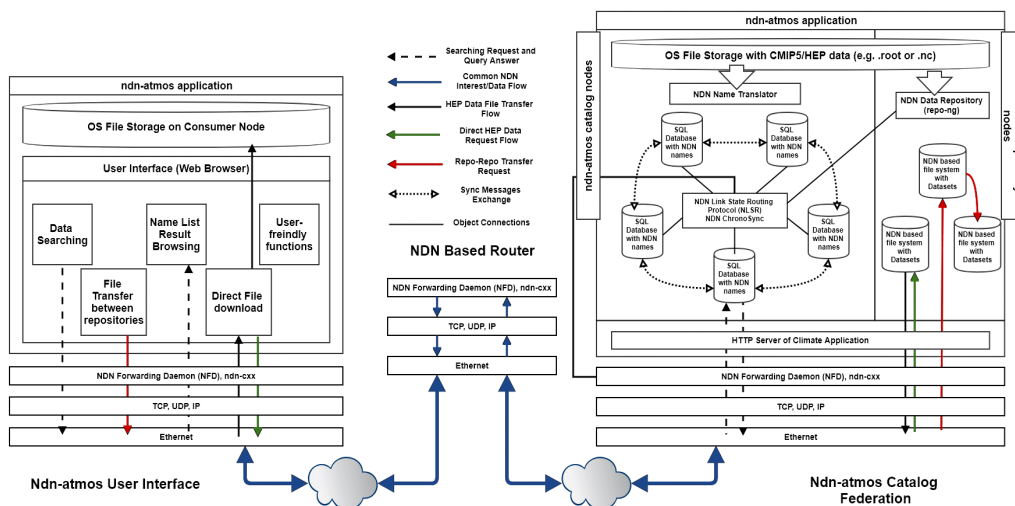 ndn-atmos application
OS File Storage on Consumer Node
User Interface (Web Browser)
Data
Searching
Name List
Result
Browsing
User-
freindly
functions
File
Transfer
between
repositories
Direct File
download
NDN Forwarding Daemon (NFD), ndn-cxx
TCP, UDP, IP
Ethernet
Ndn-atmos User Interface
Searching Request and
Query Answer
Common NDN
Interest/Data Flow
HEP Data File Transfer
Flow
Direct HEP Data
Request Flow
Repo-Repo Transfer
Request
Sync Messages
Exchange
Object Connections
NDN Based Router
NDN Forwarding Daemon (NFD), ndn-cxx
TCP, UDP, IP
Ethernet
ndn-atmos application
ndn-atmos catalog nodes
nodes
OS File Storage with CMIP5/HEP data (e.g. .root or .nc)
NDN Name Translator
NDN Data Repository
(repo-ng)
SQL
Database
with NDN
names
SQL
Database
with NDN
names
SQL
Database
with NDN
names
SQL
Database
with NDN
names
SQL
Database
with NDN
names
NDN Link State Routing
Protocol (NLSR)
NDN ChronoSync
NDN based
file system
with
Datasets
NDN based
file system
with
Datasets
NDN based
file system
with
Datasets
HTTP Server of Climate Application
NDN Forwarding Daemon (NFD), ndn-cxx
TCP, UDP, IP
Ethernet
Ndn-atmos Catalog
Federation